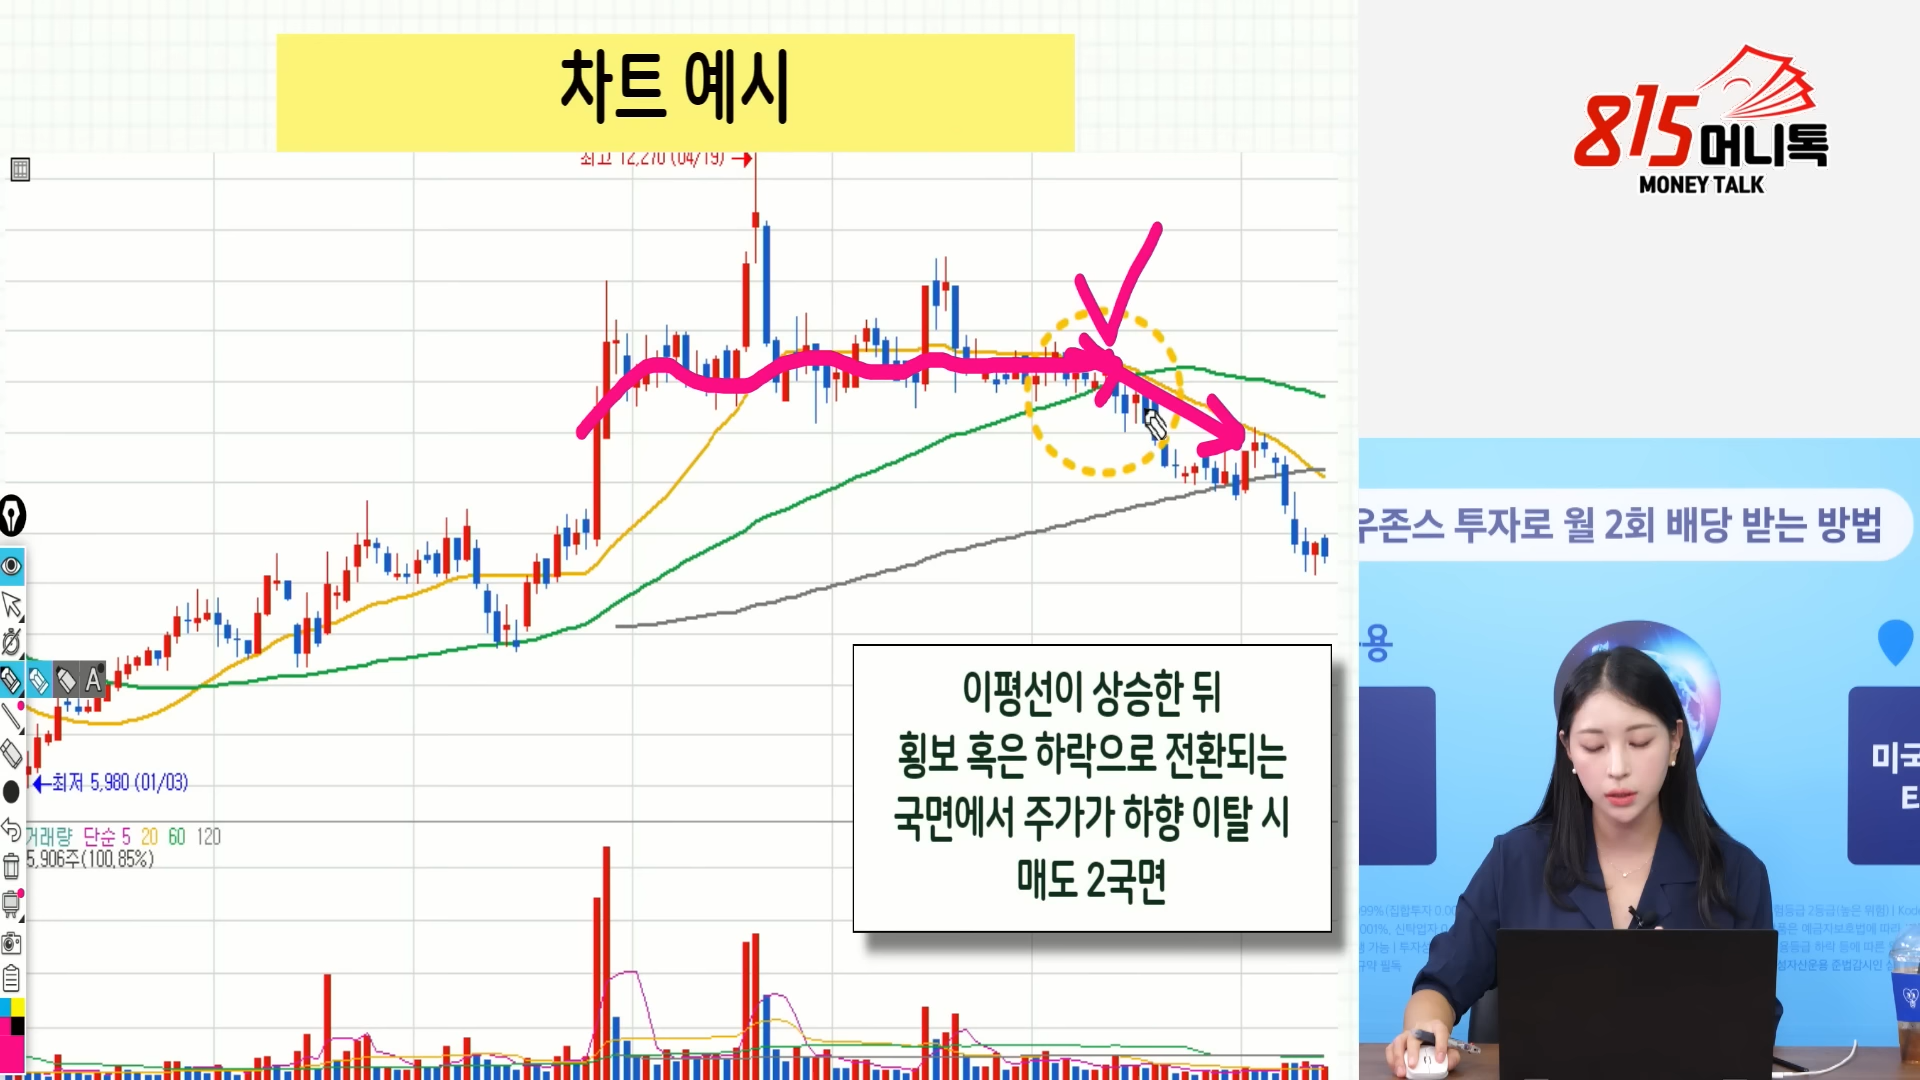 차트 예시
최고 12,270 (04/19)
815머니톡
MONEY TALK
우존스 투자로 월 2회 배당 받는 방법
용
미국
이평선이 상승한 뒤
횡보 혹은 하락으로 전환되는
국면에서 주가가 하향 이탈 시
매도 2국면
A
최저 5,980 (01/03)
거래량 단순 5 20 60 120
5,906주(100,85%)